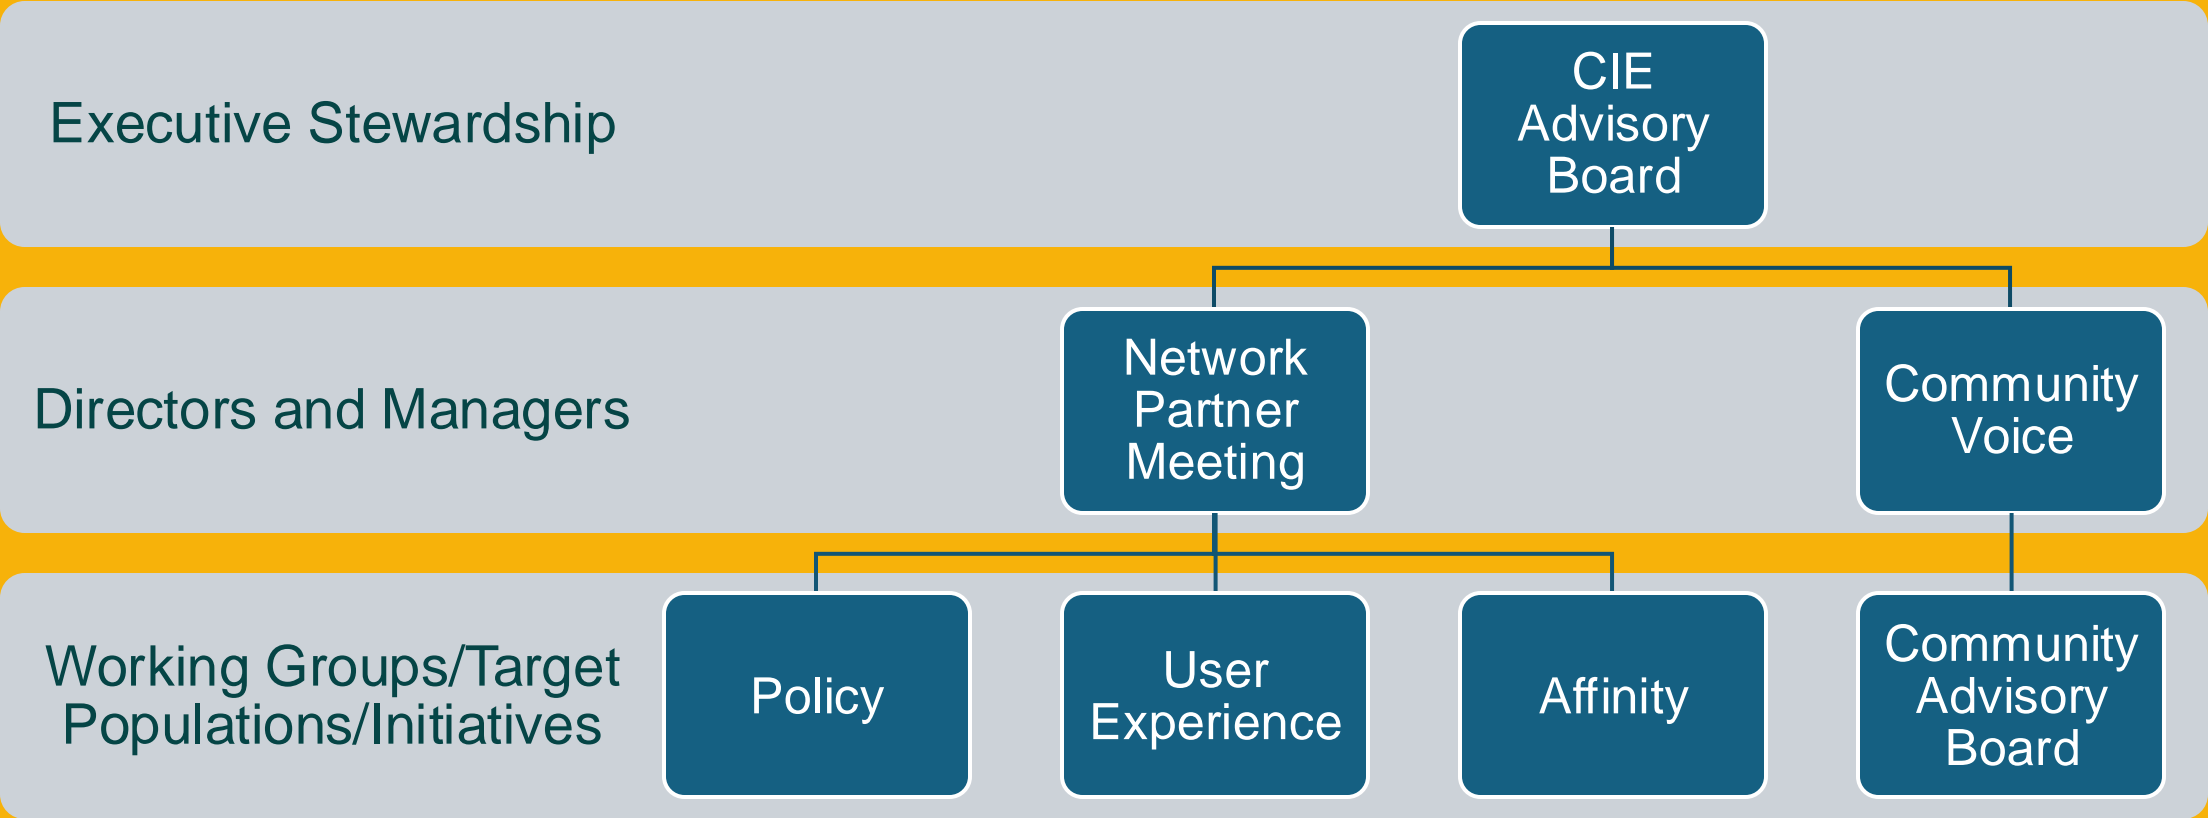 Executive Stewardship
CIE
Advisory
Board
Directors and Managers
Network
Partner
Meeting
Community
Voice
Working Groups/Target
Populations/Initiatives
Policy
User
Experience
Affinity
Community
Advisory
Board